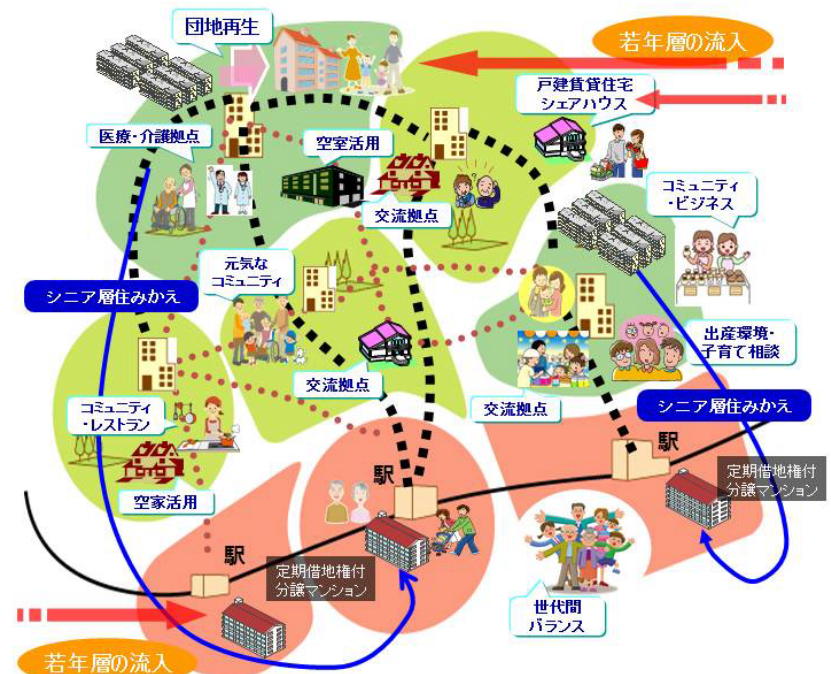 団地再生
若年層の流入
戸建賃貸住宅
シェアハウス
医療・介護拠点
空室活用
コミュニティ
・ビジネス
交流拠点
元気な
コミュニティ
シニア層住みかえ
出産環境・
子育て相談
交流拠点
交流拠点
シニア層住みかえ
コミュニティ
・レストラン
空家活用
駅
駅
駅
定期借地権付
分譲マンション
定期借地権付
分譲マンション
世代間
バランス
若年層の流入